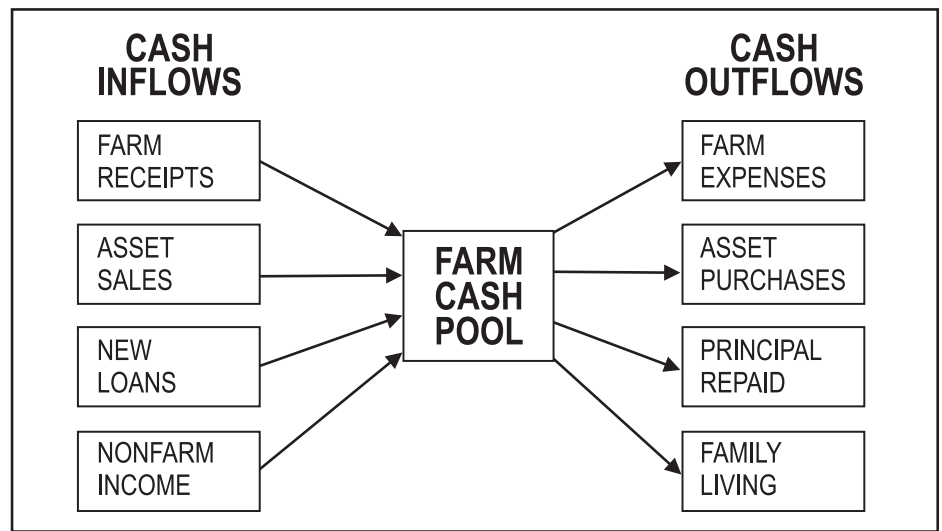 CASH
INFLOWS
FARM
RECEIPTS
ASSET
SALES
NEW
LOANS
NONFARM
INCOME
FARM
CASH
POOL
CASH
OUTFLOWS
FARM
EXPENSES
ASSET
PURCHASES
PRINCIPAL
REPAID
FAMILY
LIVING